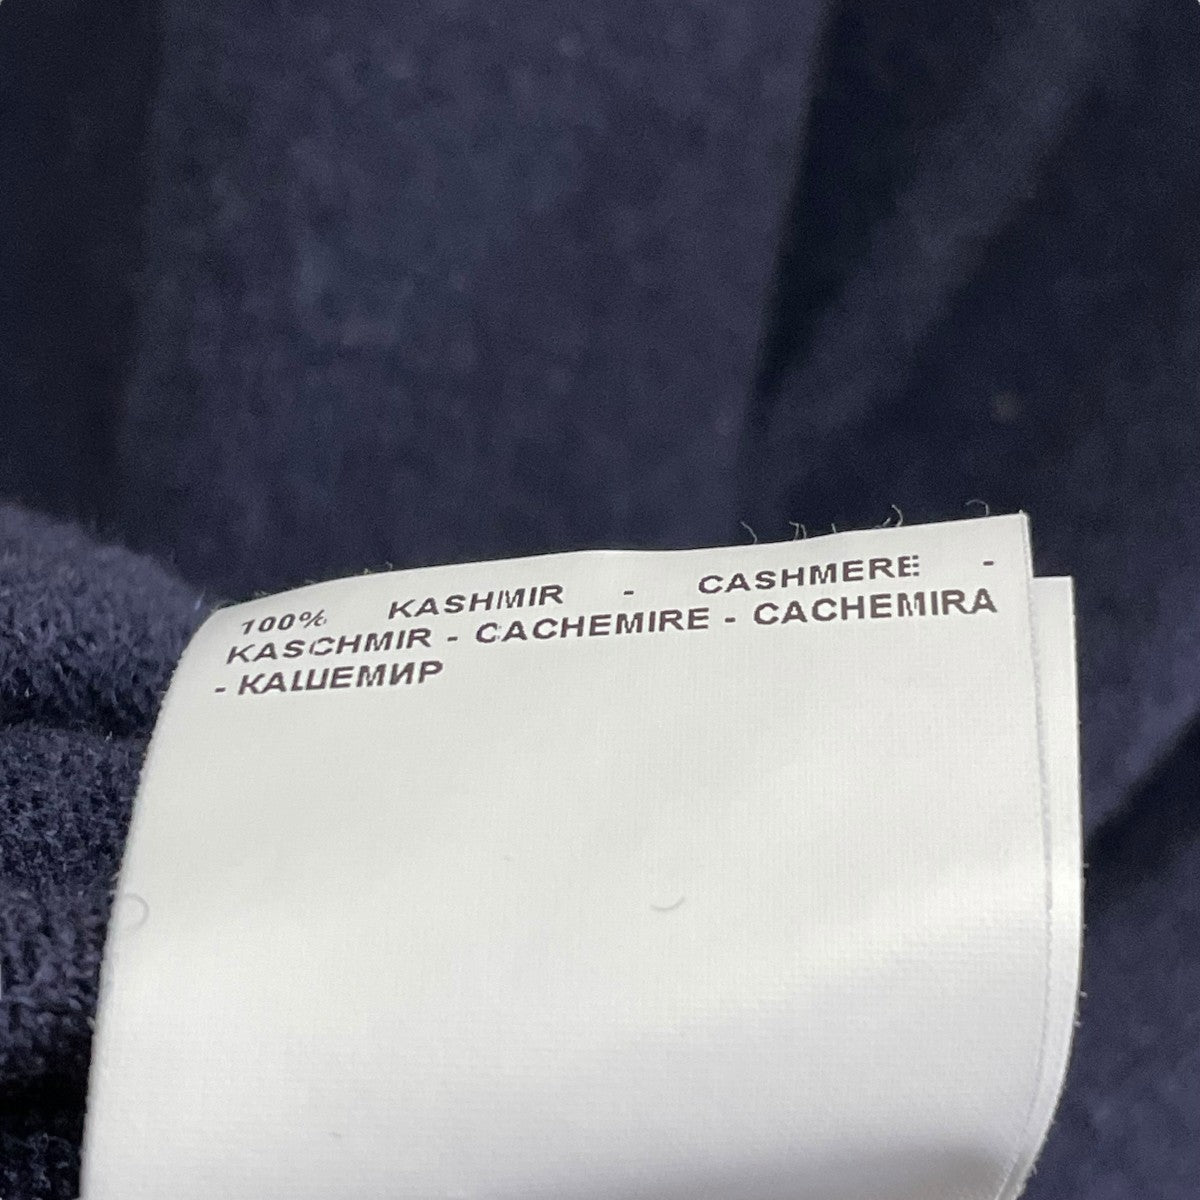 100% KASHMIR - CASHMERE -
KASCHMIR - CACHEMIRE - CACHEMIRA
- КАШЕМИР